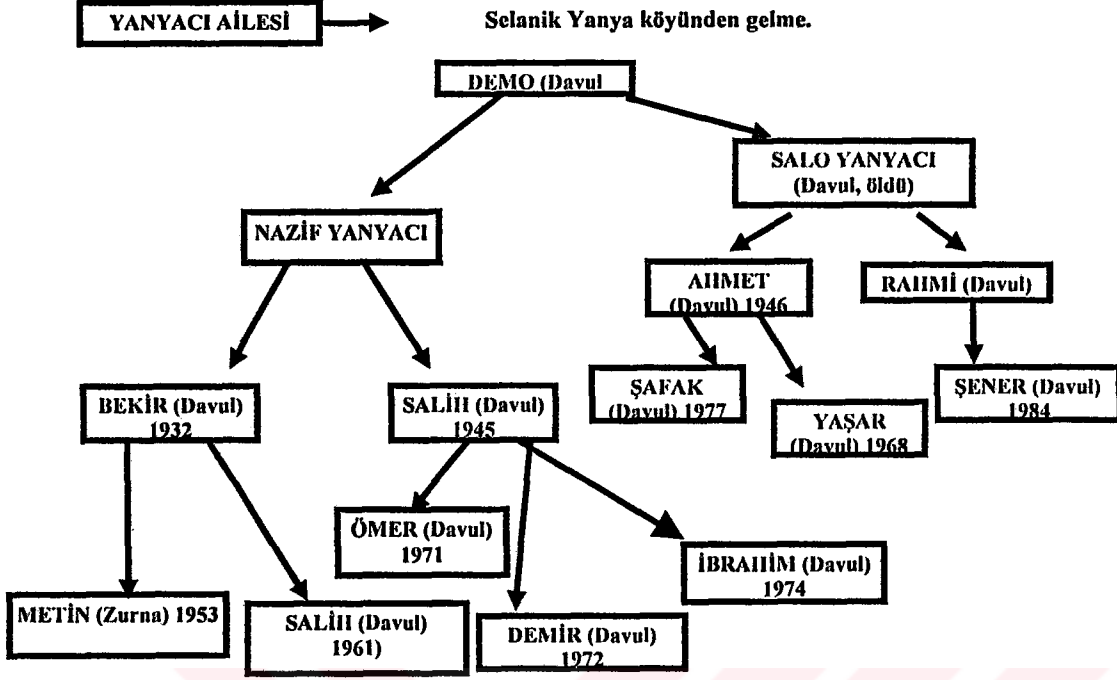 YANYACI AİLESİ
Selanik Yanya köyünden gelme.
DEMO (Davul
SALO YANYACI
(Davul, öldü)
NAZİF YANYACI
AHMET
(Davul) 1946
RAHMİ (Davul)
ŞAFAK
(Davul) 1977
YAŞAR
(Davul) 1968
ŞENER (Davul)
1984
BEKİR (Davul)
1932
SALİH (Davul)
1945
ÖMER (Davul)
1971
İBRAHİM (Davul)
1974
METİN (Zurna) 1953
SALİH (Davul)
1961)
DEMİR (Davul)
1972